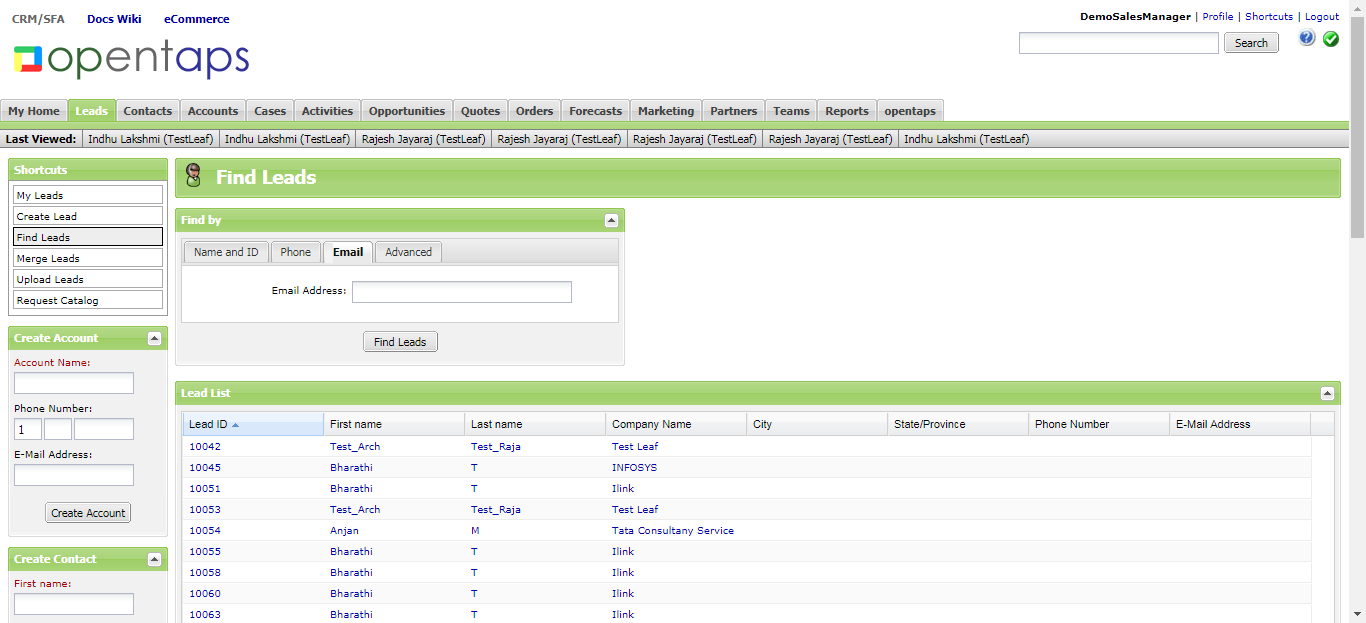 CRM/SFA Docs Wiki eCommerce
DemoSalesManager | Profile | Shortcuts | Logout
opentaps
Search
?
My Home Leads Contacts Accounts Cases Activities Opportunities Quotes Orders Forecasts Marketing Partners Teams Reports opentaps
Last Viewed: Indhu Lakshmi (TestLeaf) Indhu Lakshmi (TestLeaf) Rajesh Jayaraj (TestLeaf) Rajesh Jayaraj (TestLeaf) Rajesh Jayaraj (TestLeaf) Rajesh Jayaraj (TestLeaf) Indhu Lakshmi (TestLeaf)
Shortcuts
My Leads
Create Lead
Find Leads
Merge Leads
Upload Leads
Request Catalog
Create Account
Account Name:
Phone Number:
1
E-Mail Address:
Create Account
Create Contact
First name:
Find Leads
Find by
Name and ID Phone Email Advanced
Email Address:
Find Leads
Lead List
Lead ID First name Last name Company Name City State/Province Phone Number E-Mail Address
10042 Test_Arch Test_Raja Test Leaf
10045 Bharathi T INFOSYS
10051 Bharathi T Ilink
10053 Test_Arch Test_Raja Test Leaf
10054 Anjan M Tata Consultany Service
10055 Bharathi T Ilink
10058 Bharathi T Ilink
10060 Bharathi T Ilink
10063 Bharathi T Ilink